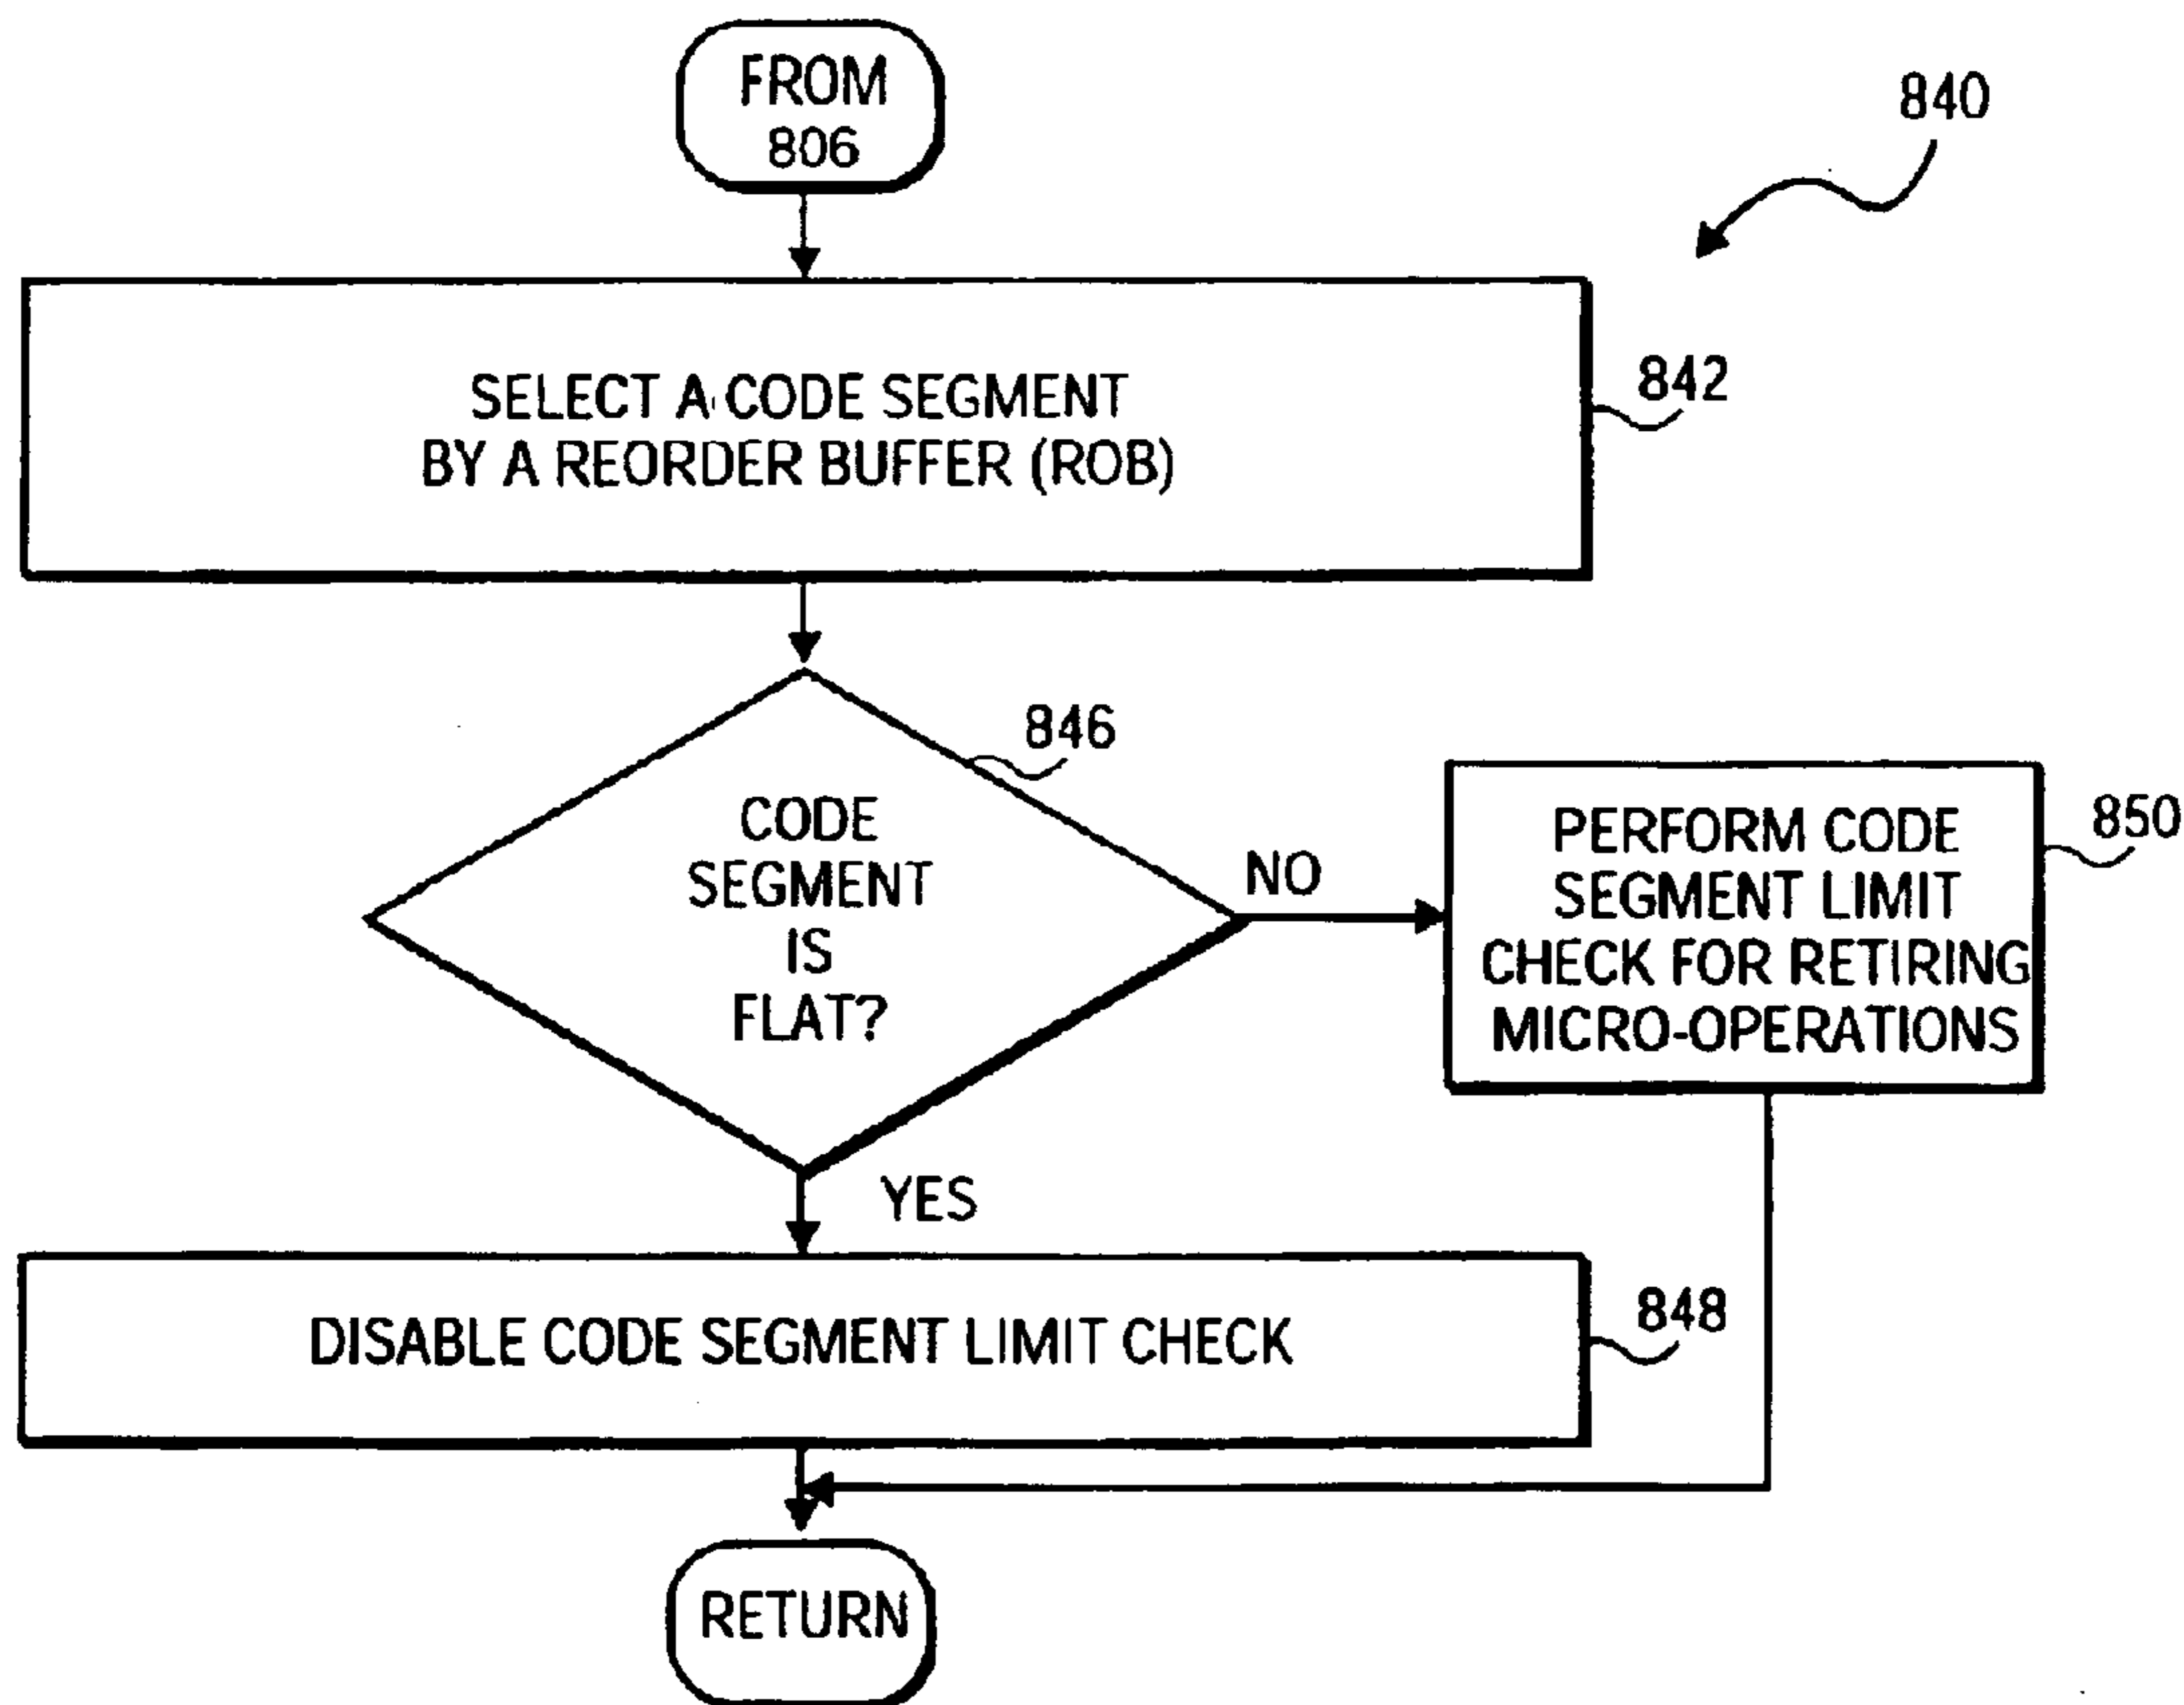 FROM
806
840
SELECT A CODE SEGMENT
BY A REORDER BUFFER (ROB)
842
846
CODE
SEGMENT
IS
FLAT?
NO
PERFORM CODE
SEGMENT LIMIT
CHECK FOR RETIRING
MICRO-OPERATIONS
850
YES
DISABLE CODE SEGMENT LIMIT CHECK
848
RETURN